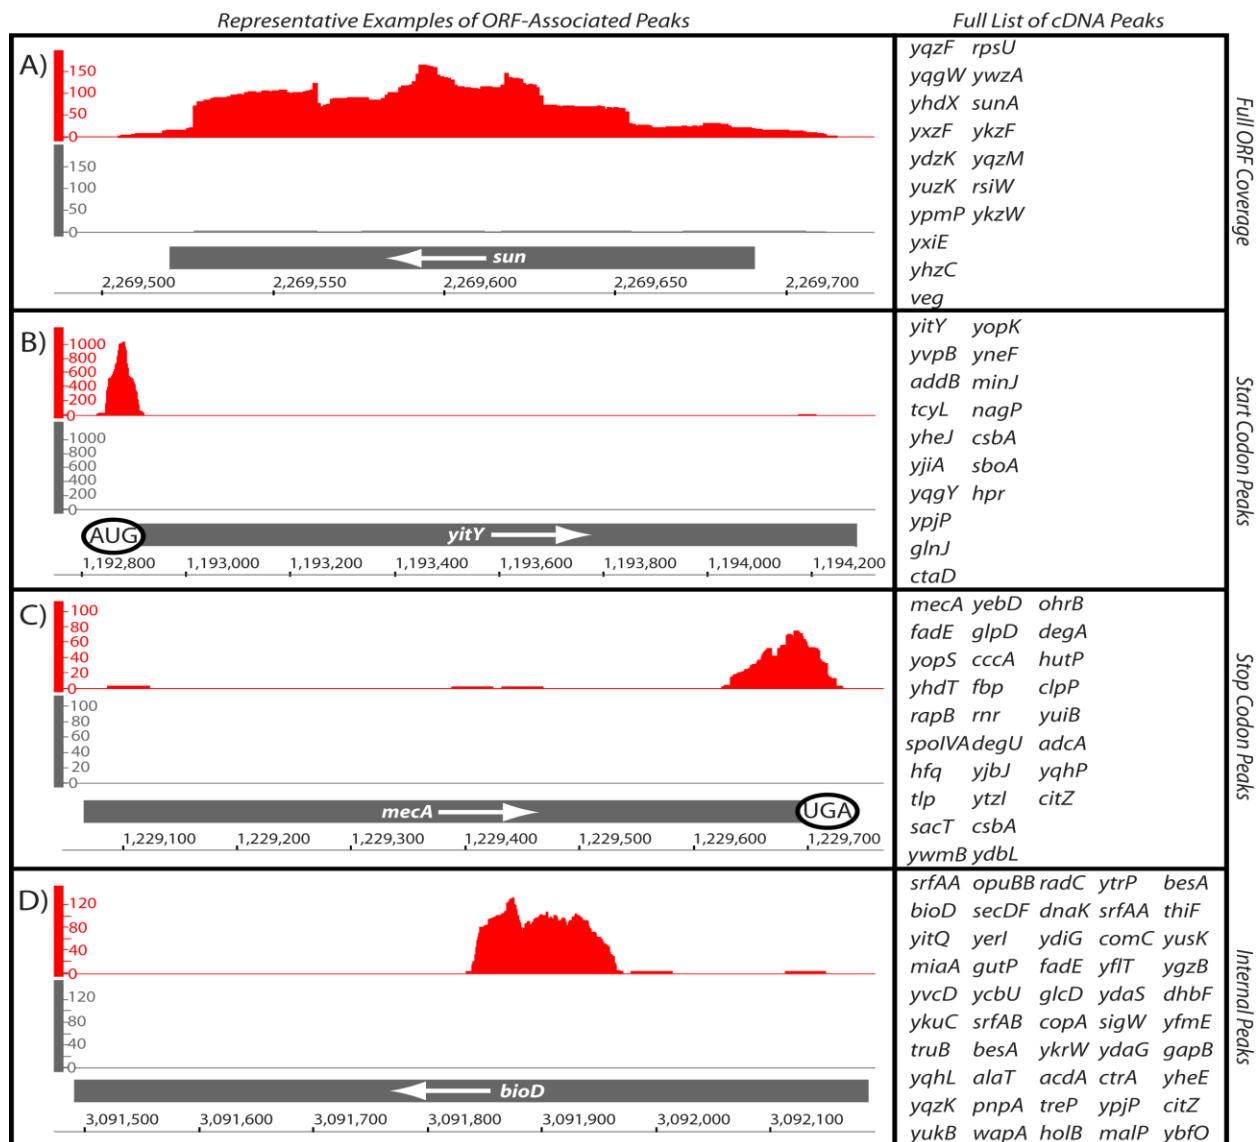 Representative Examples of ORF-Associated Peaks
Full List of cDNA Peaks
A)
150
100
50
0
150
100
50
0
sun
2,269,500 2,269,550 2,269,600 2,269,650 2,269,700
yqzF rpsU
yqgW ywzA
yhdX sunA
yxzF ykzF
ydzK yqzM
yuzK rsiW
ypmP ykzW
yxiE
yhzC
veg
Full ORF Coverage
B)
1000
800
600
400
200
0
1000
800
600
400
200
0
AUG
yitY
1,192,800 1,193,000 1,193,200 1,193,400 1,193,600 1,193,800 1,194,000 1,194,200
yitY yopK
yvpB yneF
addB minJ
tcyL nagP
yheJ csbA
yjiA sboA
yqgY hpr
ypjP
glnJ
ctaD
Start Codon Peaks
C)
100
80
60
40
20
0
100
80
60
40
20
0
mecA
UGA
1,229,100 1,229,200 1,229,300 1,229,400 1,229,500 1,229,600 1,229,700
mecA yebD ohrB
fadE glpD degA
yopS cccA hutP
yhdT fbp clpP
rapB rnr yuiB
spoIVA degU adcA
hfq yjbJ yqhP
tlp ytzI citZ
sacT csbA
ywmB ydbL
Stop Codon Peaks
D)
120
80
40
0
120
80
40
0
bioD
3,091,500 3,091,600 3,091,700 3,091,800 3,091,900 3,092,000 3,092,100
srfAA opuBB radC ytrP besA
bioD secDF dnaK srfAA thiF
yitQ yerI ydiG comC yusK
miaA gutP fadE yflT ygzB
yvcD ycbU glcD ydaS dhbF
ykuC srfAB copA sigW yfmE
truB besA ykrW ydaG gapB
yqhL alaT acdA ctrA yheE
yqzK pnpA treP ypjP citZ
yukB wapA holB malP ybfO
Internal Peaks